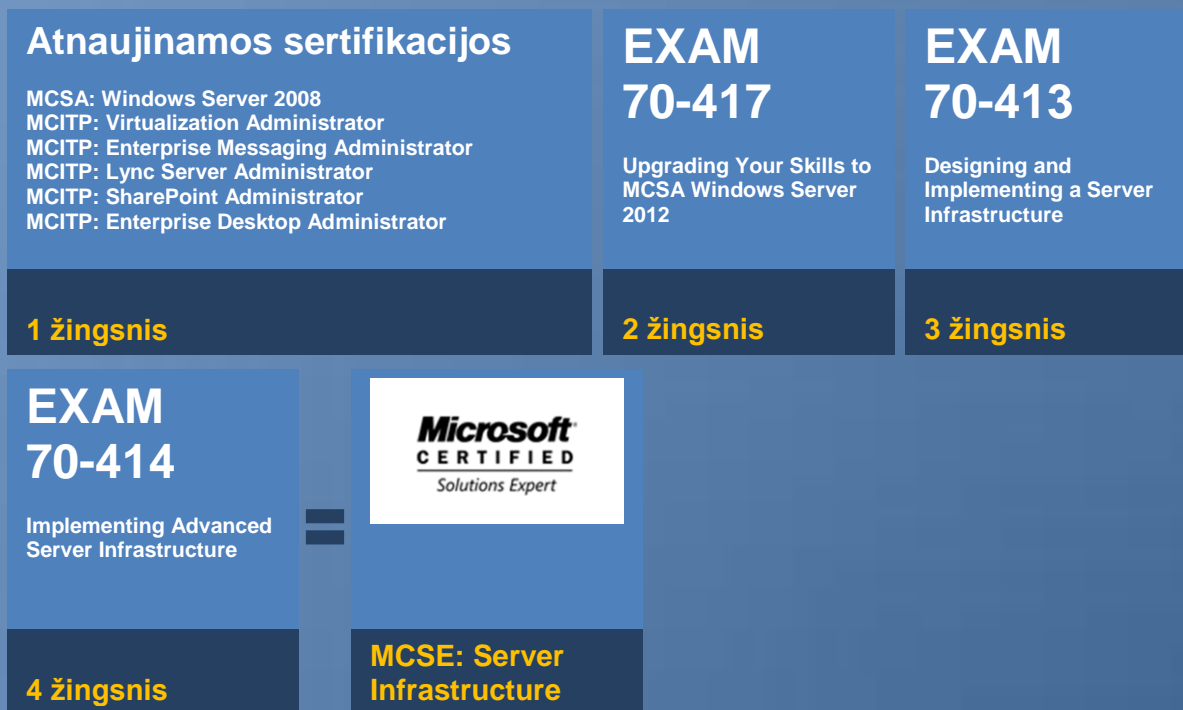 Atnaujinamos sertifikacijos
MCSA: Windows Server 2008
MCITP: Virtualization Administrator
MCITP: Enterprise Messaging Administrator
MCITP: Lync Server Administrator
MCITP: SharePoint Administrator
MCITP: Enterprise Desktop Administrator
1 žingsnis
EXAM
70-417
Upgrading Your Skills to
MCSA Windows Server
2012
2 žingsnis
EXAM
70-413
Designing and
Implementing a Server
Infrastructure
3 žingsnis
EXAM
70-414
Implementing Advanced
Server Infrastructure
4 žingsnis
=
Microsoft
CERTIFIED
Solutions Expert
MCSE: Server
Infrastructure